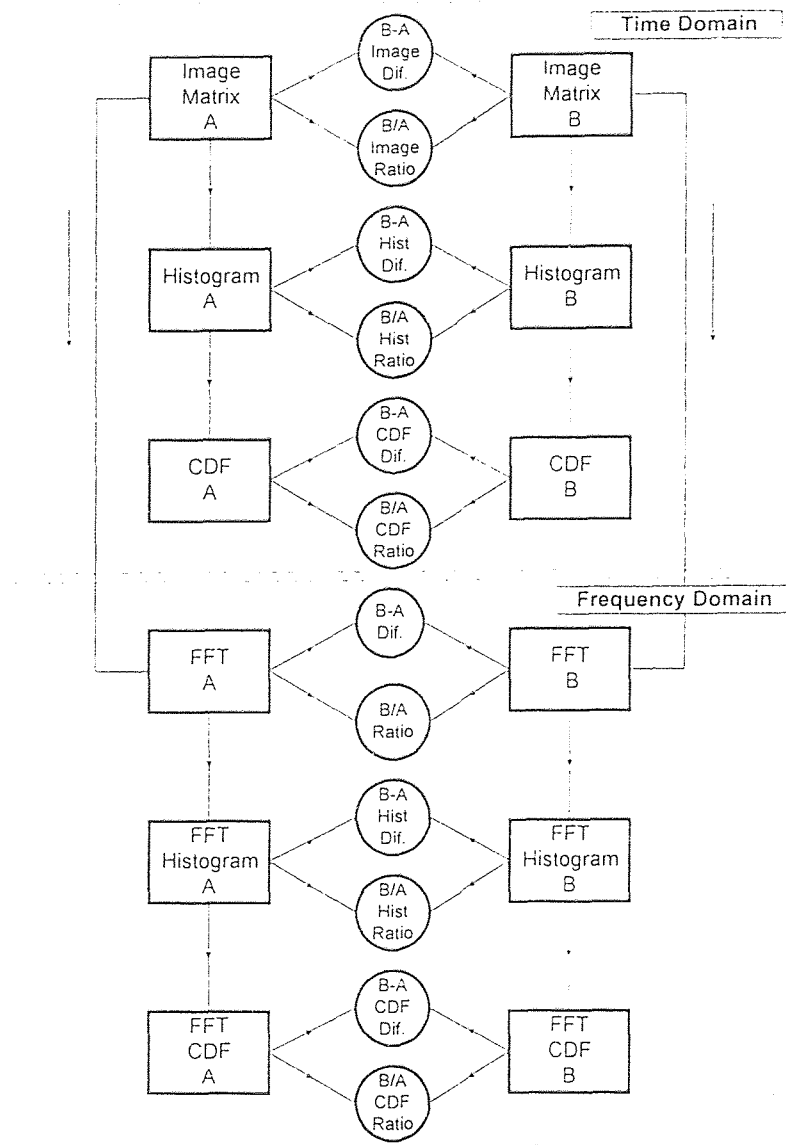 Time Domain
B-A
Image
Dif.
Image
Matrix
A
Image
Matrix
B
B/A
Image
Ratio
B-A
Hist
Dif.
Histogram
A
Histogram
B
B/A
Hist
Ratio
B-A
CDF
Dif.
CDF
A
CDF
B
B/A
CDF
Ratio
Frequency Domain
B-A
Dif.
FFT
A
FFT
B
B/A
Ratio
B-A
Hist
Dif.
FFT
Histogram
A
FFT
Histogram
B
B/A
Hist
Ratio
B-A
CDF
Dif.
FFT
CDF
A
FFT
CDF
B
B/A
CDF
Ratio